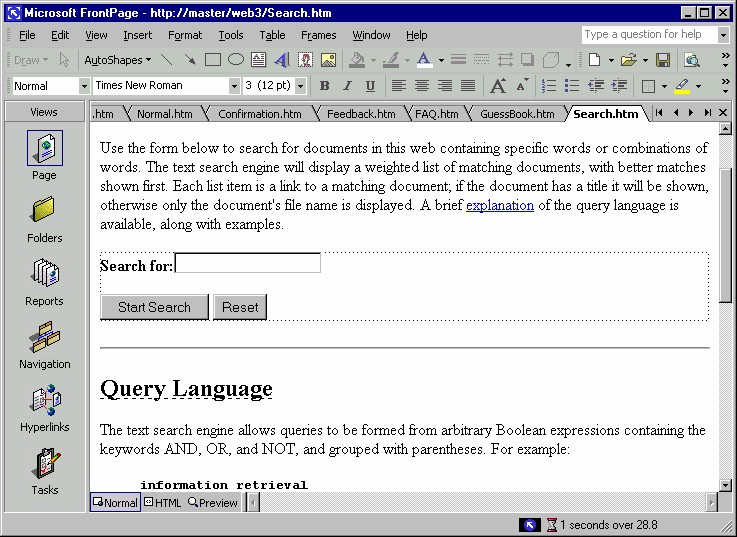 Microsoft FrontPage - http://master/web3/Search.htm
File Edit View Insert Format Tools Table Frames Window Help Type a question for help
Draw AutoShapes
Normal Times New Roman 3 (12 pt) B I U
Views .htm Normal.htm Confirmation.htm Feedback.htm FAQ.htm GuessBook.htm Search.htm
Page
Folders
Reports
Navigation
Hyperlinks
Tasks
Use the form below to search for documents in this web containing specific words or combinations of
words. The text search engine will display a weighted list of matching documents, with better matches
shown first. Each list item is a link to a matching document; if the document has a title it will be shown,
otherwise only the document's file name is displayed. A brief explanation of the query language is
available, along with examples.
Search for:
Start Search Reset
Query Language
The text search engine allows queries to be formed from arbitrary Boolean expressions containing the
keywords AND, OR, and NOT, and grouped with parentheses. For example:
information retrieval
Normal HTML Preview
1 seconds over 28.8